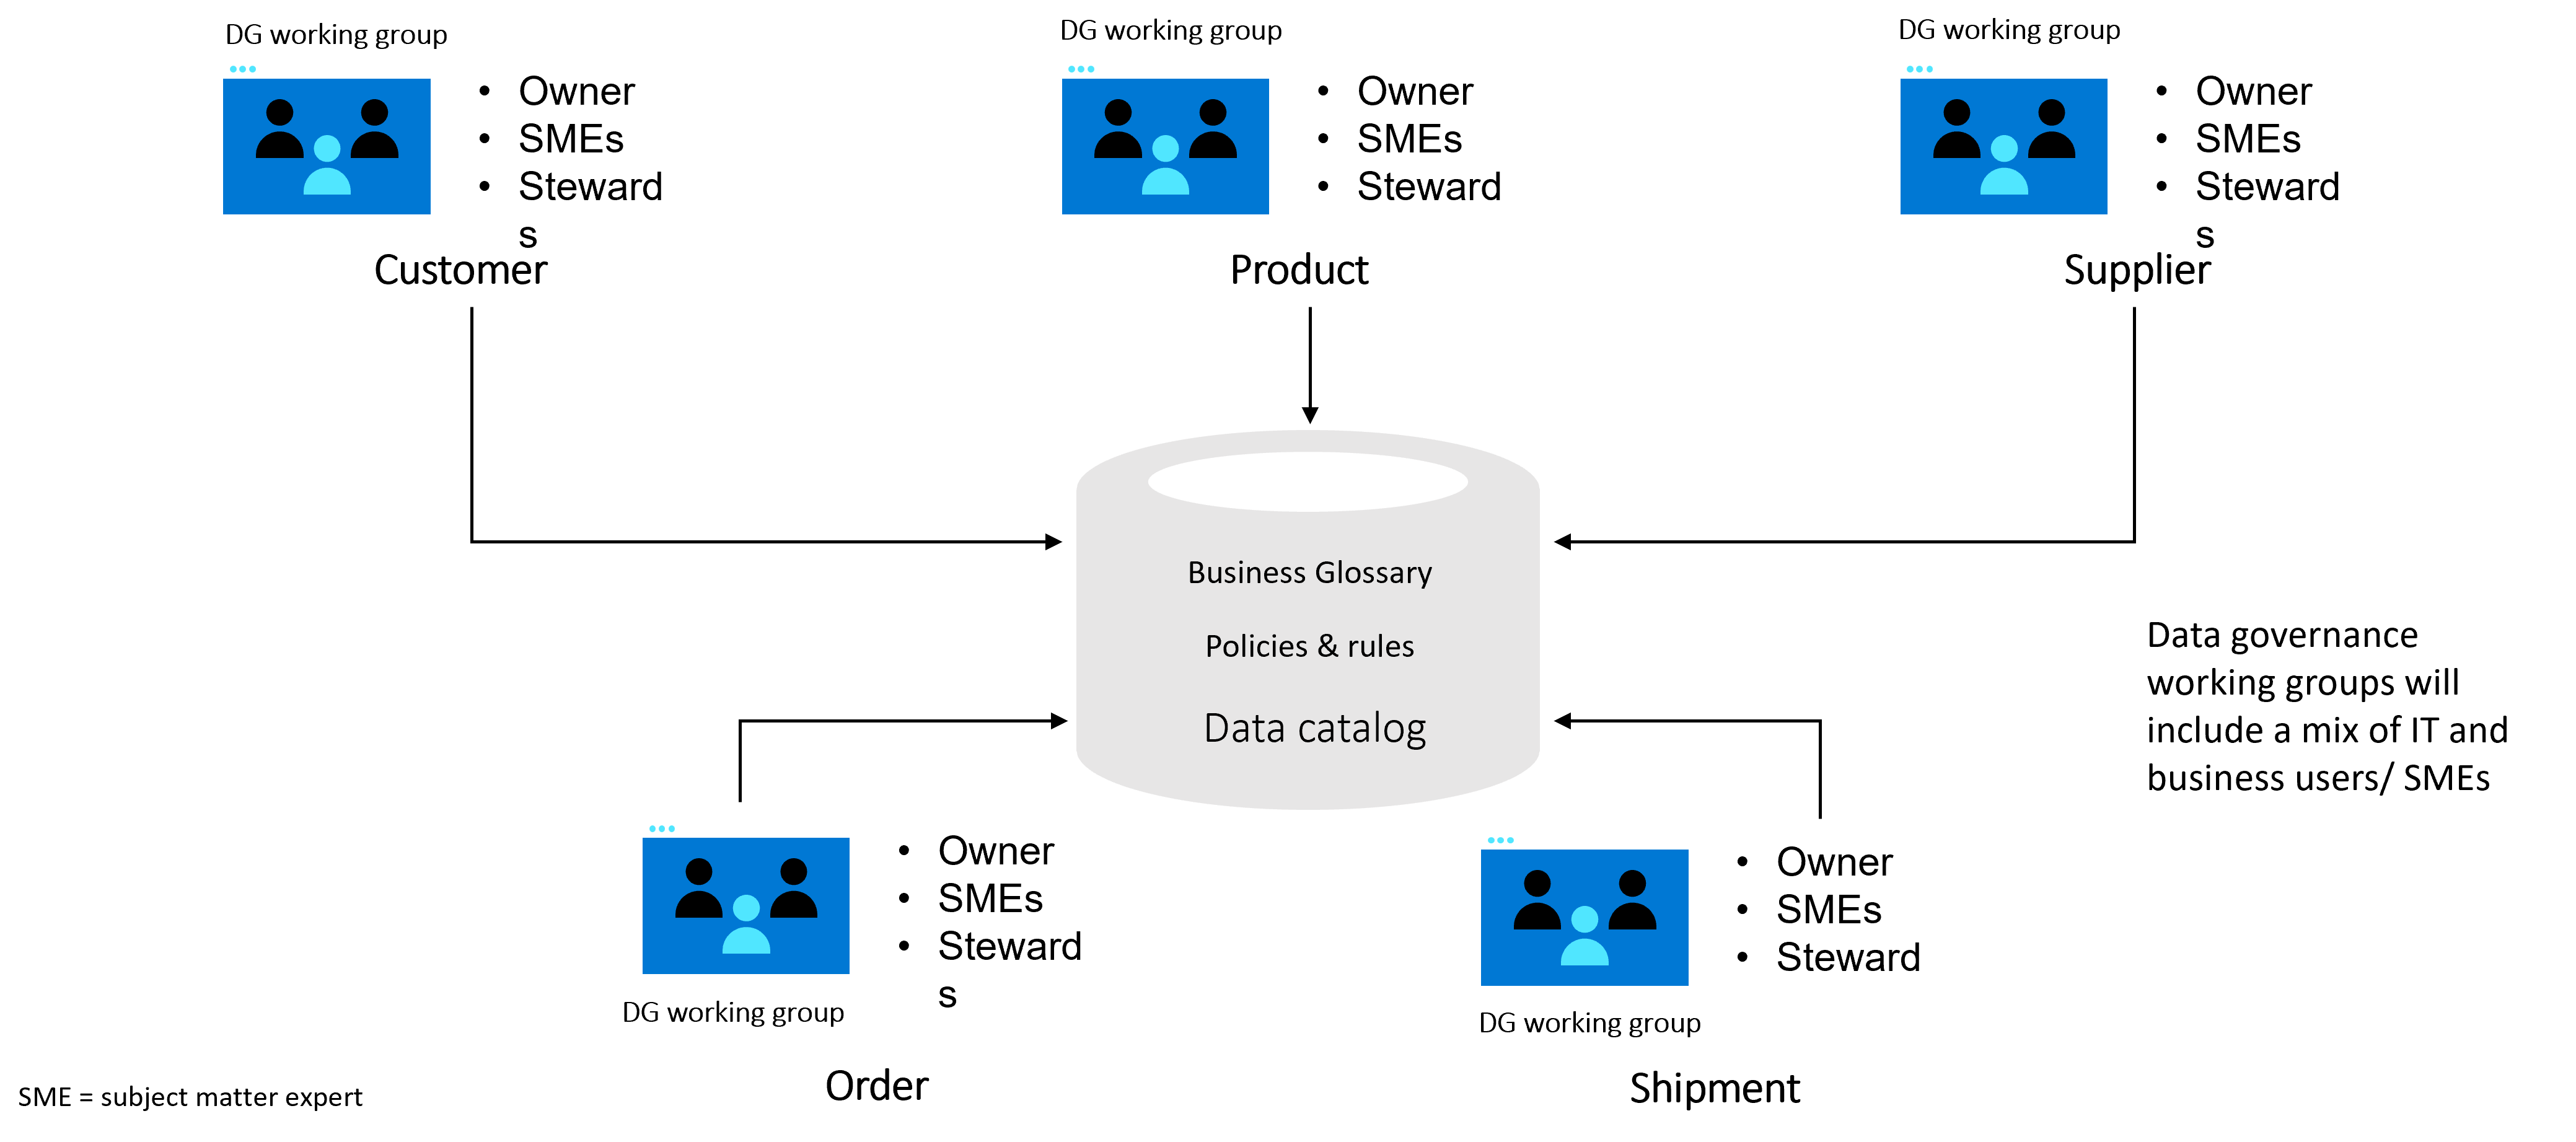 DG working group
• Owner
• SMEs
• Steward
s
Customer
DG working group
• Owner
• SMEs
• Steward
Product
DG working group
• Owner
• SMEs
• Steward
s
Supplier
Business Glossary
Policies & rules
Data catalog
Data governance
working groups will
include a mix of IT and
business users/ SMEs
• Owner
• SMEs
• Steward
s
DG working group
Order
• Owner
• SMEs
• Steward
DG working group
Shipment
SME = subject matter expert